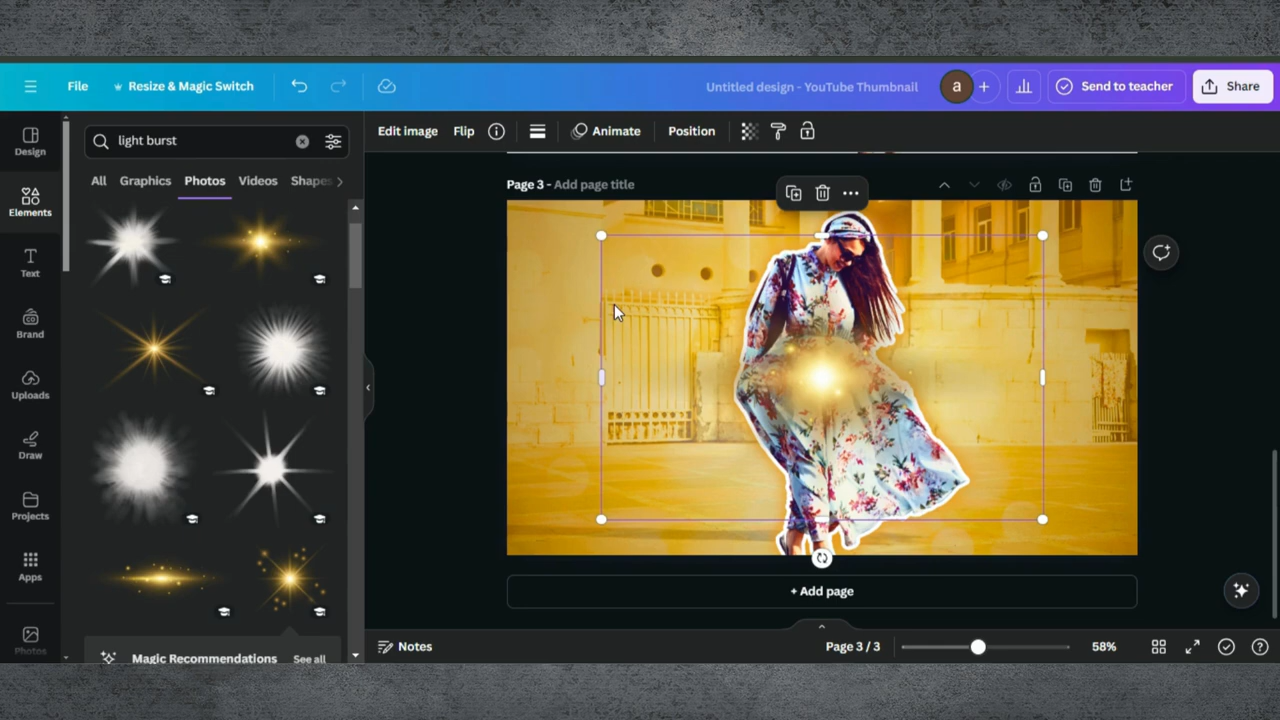 File
Resize & Magic Switch
Untitled design - YouTube Thumbnail
a
Send to teacher
Share
Design
Elements
Text
Brand
Uploads
Draw
Projects
Apps
Photos
light burst
All
Graphics
Photos
Videos
Shapes
Magic Recommendations
See all
Edit image
Flip
Animate
Position
Page 3 - Add page title
+ Add page
Notes
Page 3 / 3
58%